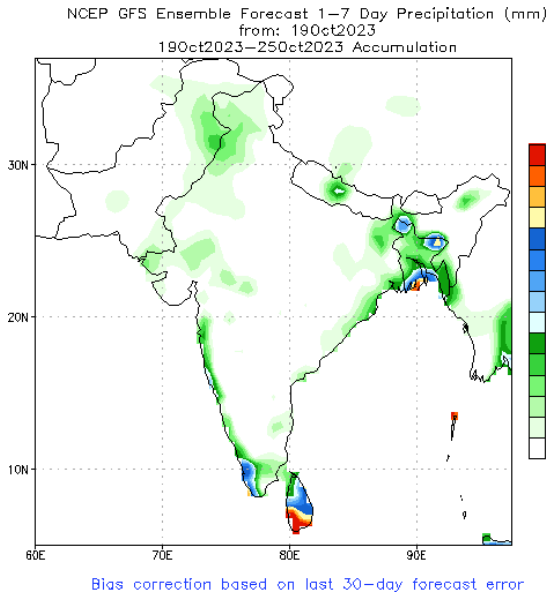 NCEP GFS Ensemble Forecast 1-7 Day Precipitation (mm)
from: 19Oct2023
19Oct2023-25Oct2023 Accumulation
30N
20N
10N
60E 70E 80E 90E
Bias correction based on last 30-day forecast error